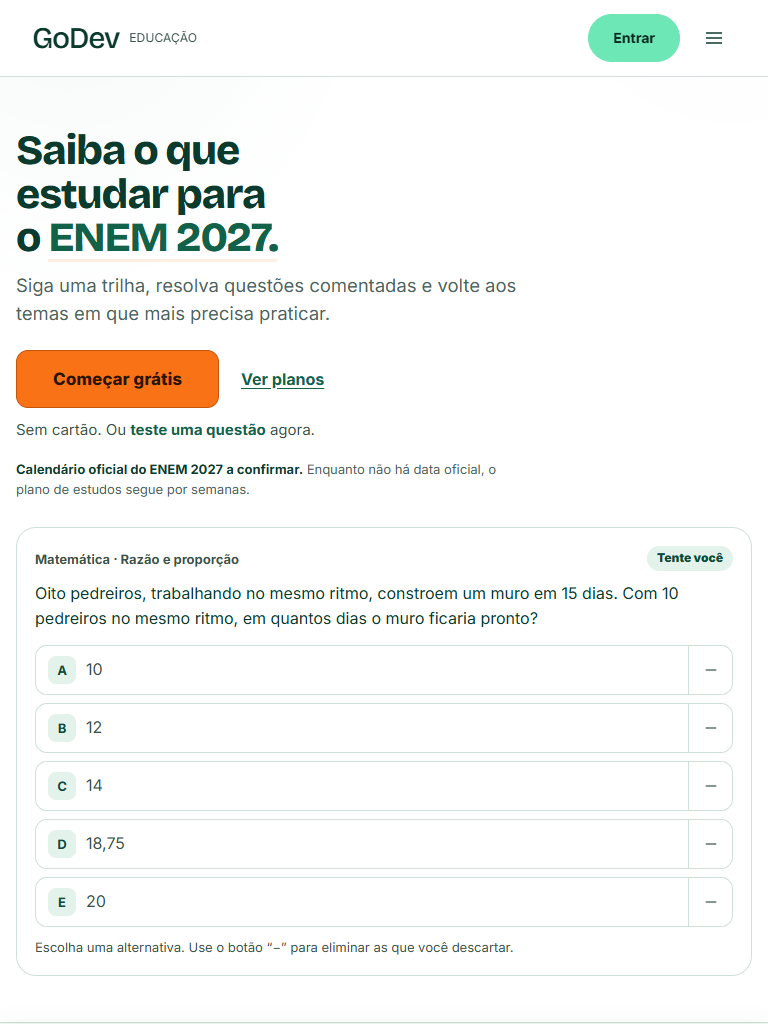 GoDev EDUCAÇÃO
Entrar
Saiba o que
estudar para
o ENEM 2027.
Siga uma trilha, resolva questões comentadas e volte aos
temas em que mais precisa praticar.
Começar grátis
Ver planos
Sem cartão. Ou teste uma questão agora.
Calendário oficial do ENEM 2027 a confirmar. Enquanto não há data oficial, o
plano de estudos segue por semanas.
Matemática · Razão e proporção
Tente você
Oito pedreiros, trabalhando no mesmo ritmo, constroem um muro em 15 dias. Com 10
pedreiros no mesmo ritmo, em quantos dias o muro ficaria pronto?
A 10 −
B 12 −
C 14 −
D 18,75 −
E 20 −
Escolha uma alternativa. Use o botão “−” para eliminar as que você descartar.